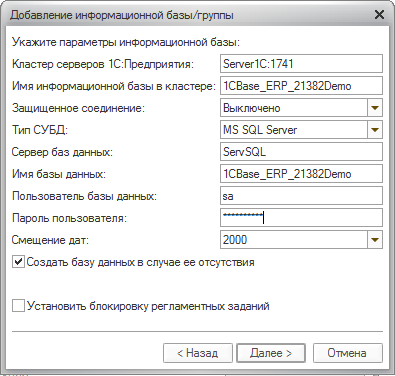 Добавление информационной базы/группы
Укажите параметры информационной базы:
Кластер серверов 1С:Предприятия: Server1C:1741
Имя информационной базы в кластере: 1CBase_ERP_21382Demo
Защищенное соединение: Выключено
Тип СУБД: MS SQL Server
Сервер баз данных: ServSQL
Имя базы данных: 1CBase_ERP_21382Demo
Пользователь базы данных: sa
Пароль пользователя: **********
Смещение дат: 2000
Создать базу данных в случае ее отсутствия
Установить блокировку регламентных заданий
< Назад Далее > Отмена